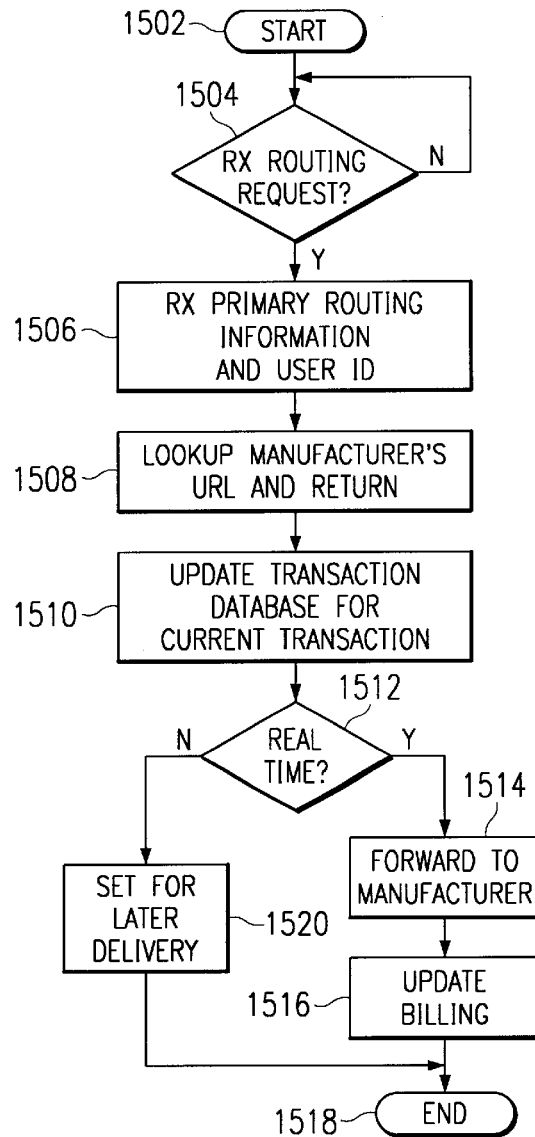 1502
START
1504
RX ROUTING
REQUEST?
N
Y
1506
RX PRIMARY ROUTING
INFORMATION
AND USER ID
1508
LOOKUP MANUFACTURER'S
URL AND RETURN
1510
UPDATE TRANSACTION
DATABASE FOR
CURRENT TRANSACTION
1512
N
REAL
TIME?
Y
1514
FORWARD TO
MANUFACTURER
SET FOR
LATER
DELIVERY
1520
1516
UPDATE
BILLING
1518
END